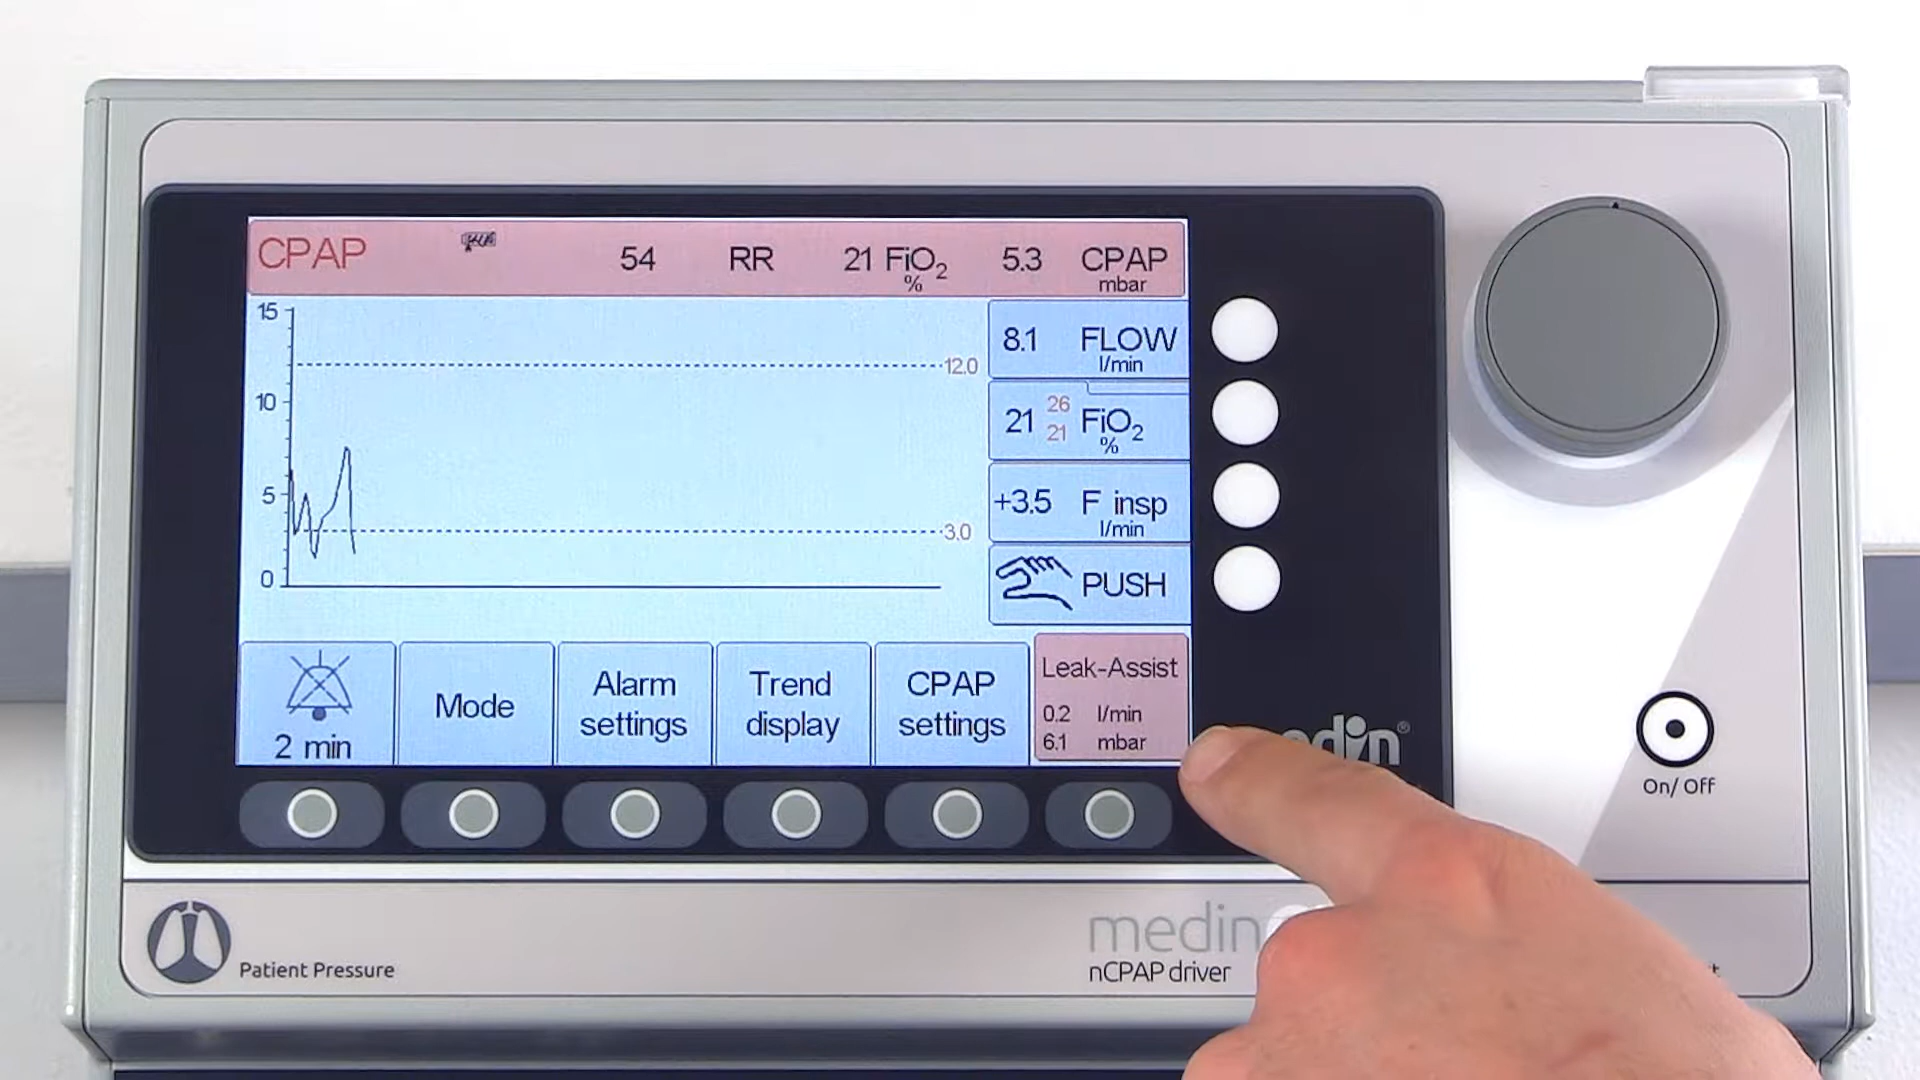 CPAP 54 RR 21 FiO₂ % 5.3 CPAP mbar
15
10
5
0
12.0
3.0
8.1 FLOW l/min
21 26 21 FiO₂ %
+3.5 F insp l/min
PUSH
2 min
Mode
Alarm settings
Trend display
CPAP settings
Leak-Assist
0.2 l/min
6.1 mbar
On/ Off
Patient Pressure
medin
nCPAP driver